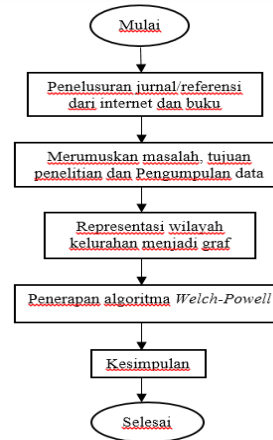 Mulai
Penelusuran jurnal/referensi
dari internet dan buku
Merumuskan masalah, tujuan
penelitian dan Pengumpulan data
Representasi wilayah
kelurahan menjadi graf
Penerapan algoritma Welch-Powell
Kesimpulan
Selesai